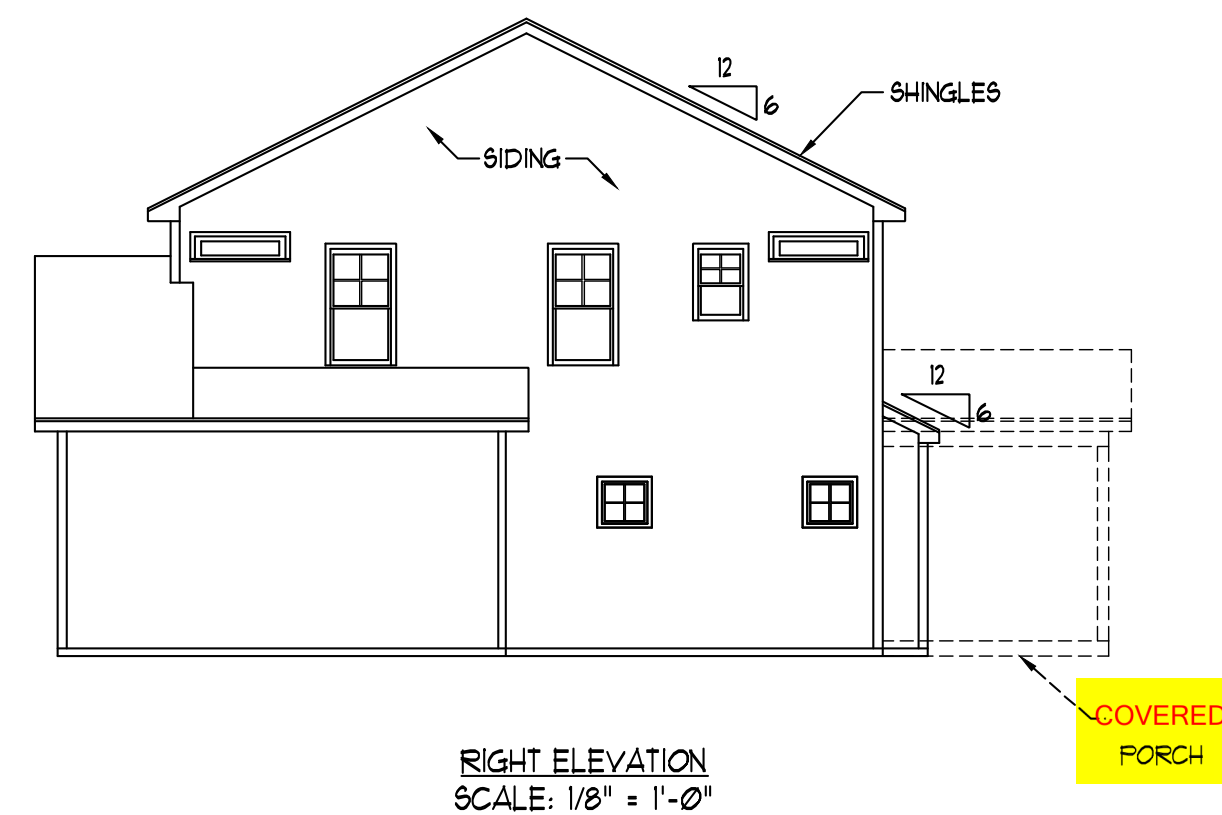 12
6
SHINGLES
SIDING
12
6
COVERED
PORCH
RIGHT ELEVATION
SCALE: 1/8" = 1'-0"